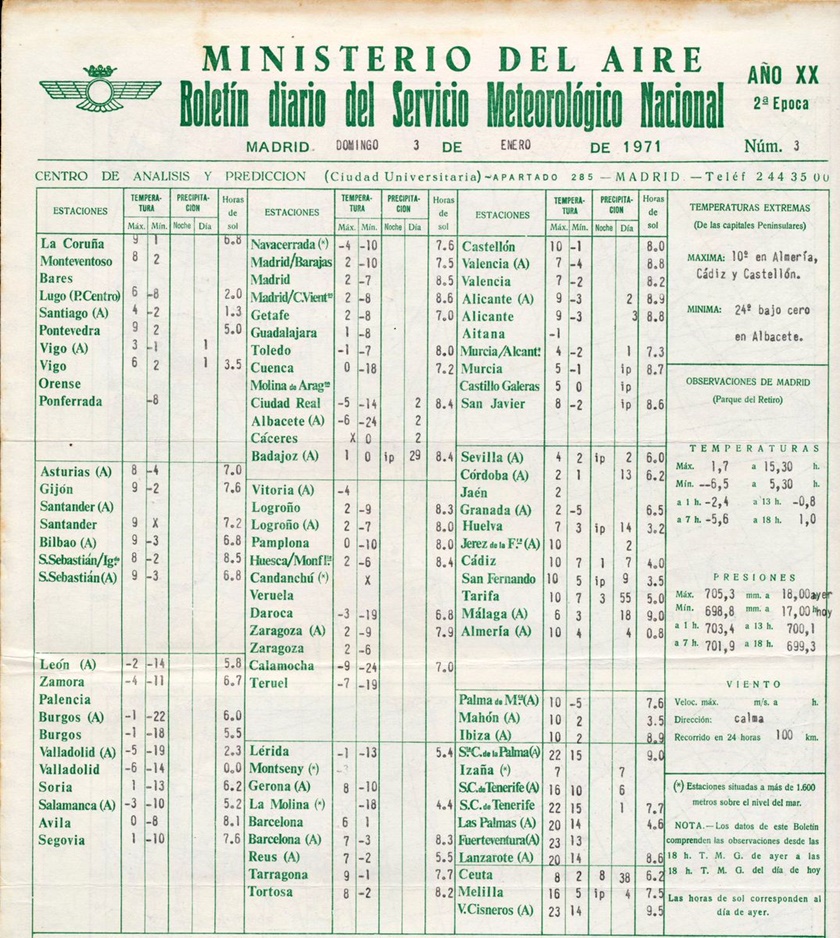 MINISTERIO DEL AIRE
Boletín diario del Servicio Meteorológico Nacional
AÑO XX
2ª Epoca
MADRID. DOMINGO 3 DE ENERO DE 1971 Núm. 3
CENTRO DE ANALISIS Y PREDICCION (Ciudad Universitaria)-APARTADO 285 — MADRID. — Teléf 244 35 00
ESTACIONES TEMPERATURA Máx. Mín. PRECIPITACION Noche Día Horas de sol
La Coruña 9 1 6.8
Monteventoso 8 2
Bares
Lugo (P.Centro) 6 -8 2.0
Santiago (A) 4 -2 1.3
Pontevedra 9 2 5.0
Vigo (A) 3 -1 1
Vigo 6 2 1 3.5
Orense
Ponferrada -8
Asturias (A) 8 -4 7.0
Gijón 9 -2 7.6
Santander (A)
Santander 9 X 7.2
Bilbao (A) 9 -3 6.8
S.Sebastián/Igdo 8 -2 8.5
S.Sebastián(A) 9 -3 6.8
León (A) -2 -14 5.8
Zamora -4 -11 6.7
Palencia
Burgos (A) -1 -22 6.0
Burgos -1 -18 5.5
Valladolid (A) -5 -19 2.3
Valladolid -6 -14 0.0
Soria 1 -13 6.2
Salamanca (A) -3 -10 5.2
Avila 0 -8 8.1
Segovia 1 -10 7.6
ESTACIONES TEMPERATURA Máx. Mín. PRECIPITACION Noche Día Horas de sol
Navacerrada (*) -4 -10 7.6
Madrid/Barajas 2 -10 7.5
Madrid 2 -7 8.5
Madrid/C.Vientos 2 -8 8.6
Getafe 2 -8 7.0
Guadalajara 1 -8
Toledo -1 -7 8.0
Cuenca 0 -18 7.2
Molina de Aragón
Ciudad Real -5 -14 2 8.4
Albacete (A) -6 -24 2
Cáceres X 0 2
Badajoz (A) 1 0 ip 29 8.4
Vitoria (A) -4
Logroño 2 -9 8.3
Logroño (A) 2 -7 8.0
Pamplona 0 -10 8.0
Huesca/Monfl.te 2 -6 8.4
Candanchú (*) X
Veruela
Daroca -3 -19 6.8
Zaragoza (A) 2 -9 7.9
Zaragoza 2 -6
Calamocha -9 -24 7.0
Teruel -7 -19
Lérida -1 -13 5.4
Montseny (*)
Gerona (A) 8 -10
La Molina (*) -18 4.4
Barcelona 6 1
Barcelona (A) 7 -3 8.3
Reus (A) 7 -2 5.5
Tarragona 9 -1 7.7
Tortosa 8 -2 8.2
ESTACIONES TEMPERATURA Máx. Mín. PRECIPITACION Noche Día Horas de sol
Castellón 10 -1 8.0
Valencia (A) 7 -4 8.8
Valencia 7 -2 8.2
Alicante (A) 9 -3 2 8.9
Alicante 9 -3 3 8.8
Aitana -1
Murcia/Alcant. 4 -2 1 7.3
Murcia 5 -1 ip 8.7
Castillo Galeras 5 0 ip
San Javier 8 -2 ip 8.6
Sevilla (A) 4 2 ip 2 6.0
Córdoba (A) 2 1 13 6.2
Jaén 2
Granada (A) 2 -5 6.5
Huelva 7 3 ip 14 3.2
Jerez de la F.ª (A) 10 2
Cádiz 10 7 1 7 4.0
San Fernando 10 5 ip 9 3.5
Tarifa 10 7 3 55 5.0
Málaga (A) 6 3 18 9.0
Almería (A) 10 4 4 0.8
Palma de M.ª(A) 10 -5 7.6
Mahón (A) 10 2 3.5
Ibiza (A) 10 2 8.9
S.ªC.de la Palma(A) 22 15 9.0
Izaña (*) 7 7
S.C.de Tenerife(A) 16 10 6
S.C. de Tenerife 22 15 1 7.7
Las Palmas (A) 20 14 4.6
Fuerteventura(A) 23 13
Lanzarote (A) 20 14 8.6
Ceuta 8 2 8 38 6.2
Melilla 16 5 ip 4 7.5
V.Cisneros (A) 23 14 9.5
TEMPERATURAS EXTREMAS
(De las capitales Peninsulares)
MAXIMA: 10º en Almería,
Cádiz y Castellón.
MINIMA: 24º bajo cero
en Albacete.
OBSERVACIONES DE MADRID
(Parque del Retiro)
TEMPERATURAS
Máx. 1,7 a 15,30 h.
Mín. --6,5 a 5,30 h.
a 1 h. -2,4 a 13 h. -0,8
a 7 h. -5,6 a 18 h. 1,0
PRESIONES
Máx. 705,3 mm. a 18,00 ayer
Mín. 698,8 mm. a 17,00 h hoy
a 1 h. 703,4 a 13 h. 700,1
a 7 h. 701,9 a 18 h. 699,3
VIENTO
Veloc. máx. m/s. a h.
Dirección: calma
Recorrido en 24 horas 100 km.
(*) Estaciones situadas a más de 1.600
metros sobre el nivel del mar.
NOTA.—Los datos de este Boletín
comprenden las observaciones desde las
18 h. T. M. G. de ayer a las
18 h. T. M. G. del día de hoy
Las horas de sol corresponden al
día de ayer.